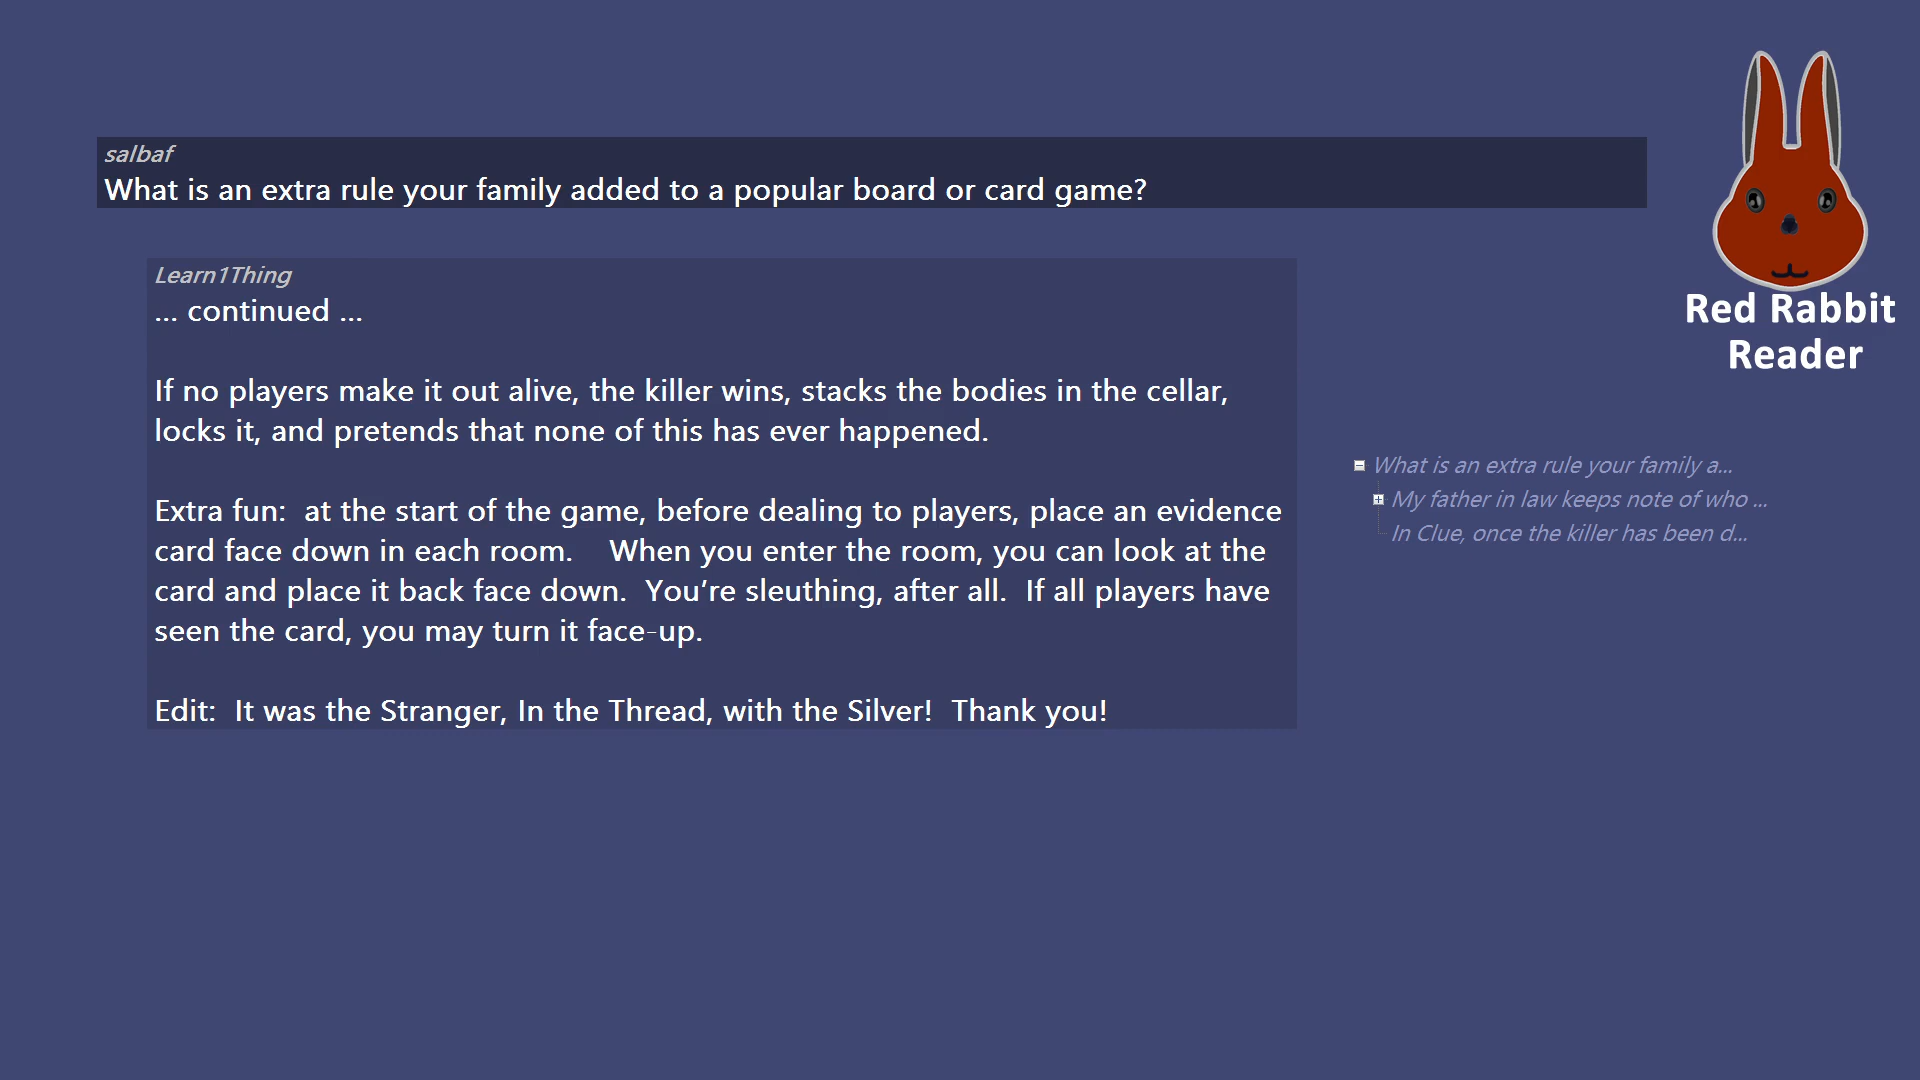 salbaf
What is an extra rule your family added to a popular board or card game?
Learn1Thing
... continued ...
If no players make it out alive, the killer wins, stacks the bodies in the cellar,
locks it, and pretends that none of this has ever happened.
Extra fun:  at the start of the game, before dealing to players, place an evidence
card face down in each room.    When you enter the room, you can look at the
card and place it back face down.  You’re sleuthing, after all.  If all players have
seen the card, you may turn it face-up.
Edit:  It was the Stranger, In the Thread, with the Silver!  Thank you!
Red Rabbit
Reader
What is an extra rule your family a...
My father in law keeps note of who ...
In Clue, once the killer has been d...